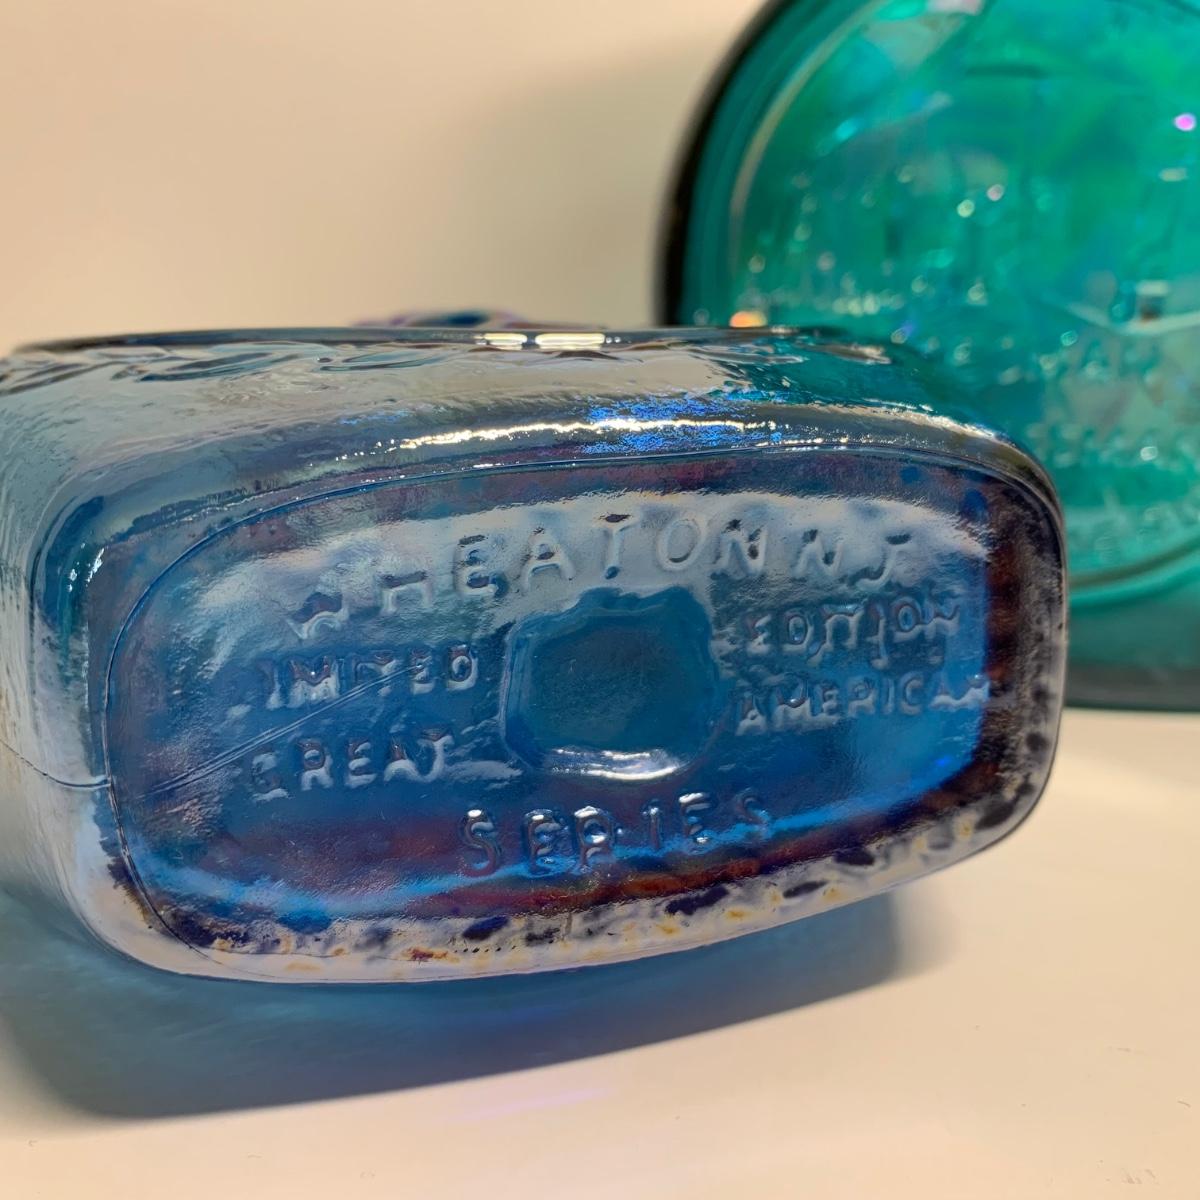 WHEATON NJ
LIMITED EDITION
GREAT AMERICAN
SERIES